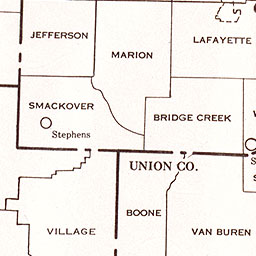 JEFFERSON
MARION
LAFAYETTE
SMACKOVER
Stephens
BRIDGE CREEK
UNION CO.
BOONE
VILLAGE
VAN BUREN